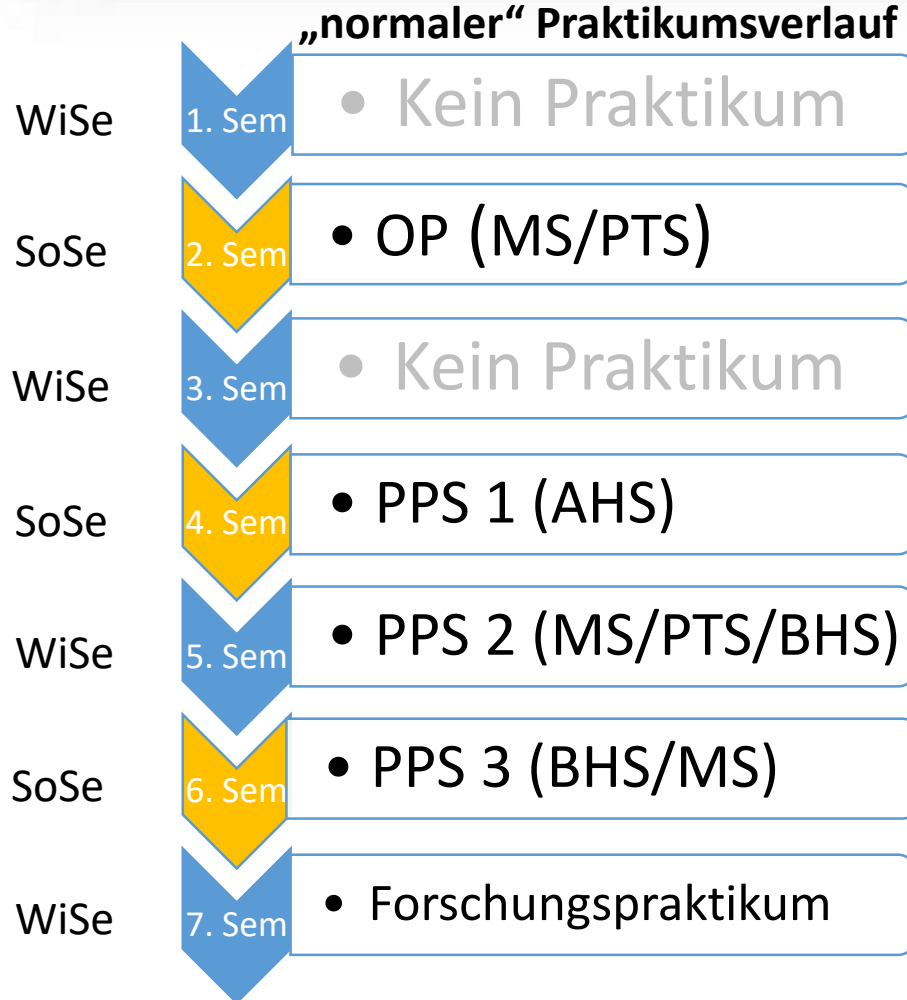 „normaler“ Praktikumsverlauf
WiSe 1. Sem • Kein Praktikum
SoSe 2. Sem • OP (MS/PTS)
WiSe 3. Sem • Kein Praktikum
SoSe 4. Sem • PPS 1 (AHS)
WiSe 5. Sem • PPS 2 (MS/PTS/BHS)
SoSe 6. Sem • PPS 3 (BHS/MS)
WiSe 7. Sem • Forschungspraktikum